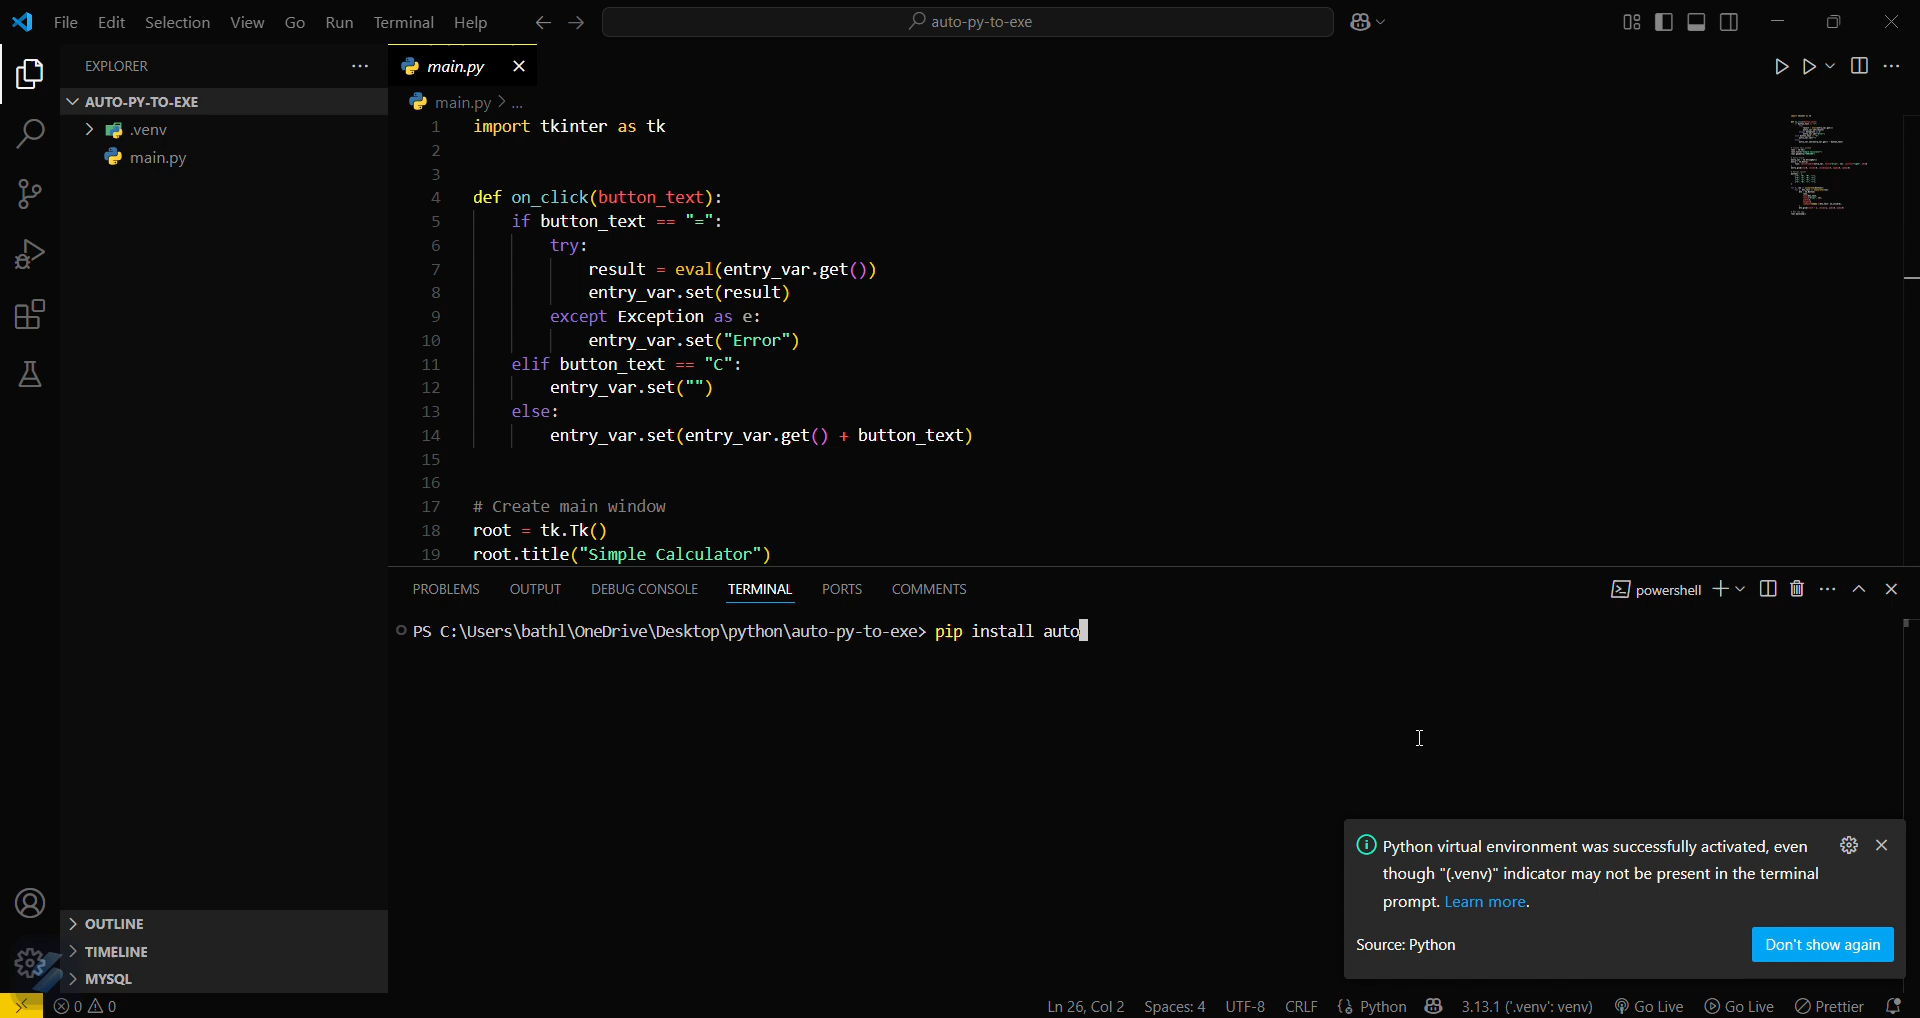 File Edit Selection View Go Run Terminal Help
auto-py-to-exe
EXPLORER
AUTO-PY-TO-EXE
.venv
main.py
OUTLINE
TIMELINE
MYSQL
main.py
main.py > ...
1 import tkinter as tk
2
3
4 def on_click(button_text):
5 if button_text == "=":
6 try:
7 result = eval(entry_var.get())
8 entry_var.set(result)
9 except Exception as e:
10 entry_var.set("Error")
11 elif button_text == "C":
12 entry_var.set("")
13 else:
14 entry_var.set(entry_var.get() + button_text)
15
16
17 # Create main window
18 root = tk.Tk()
19 root.title("Simple Calculator")
PROBLEMS OUTPUT DEBUG CONSOLE TERMINAL PORTS COMMENTS
powershell
PS C:\Users\bathl\OneDrive\Desktop\python\auto-py-to-exe> pip install auto
Python virtual environment was successfully activated, even
though "(.venv)" indicator may not be present in the terminal
prompt. Learn more.
Source: Python
Don't show again
0 0
Ln 26, Col 2 Spaces: 4 UTF-8 CRLF {} Python 3.13.1 ('.venv': venv) Go Live Go Live Prettier